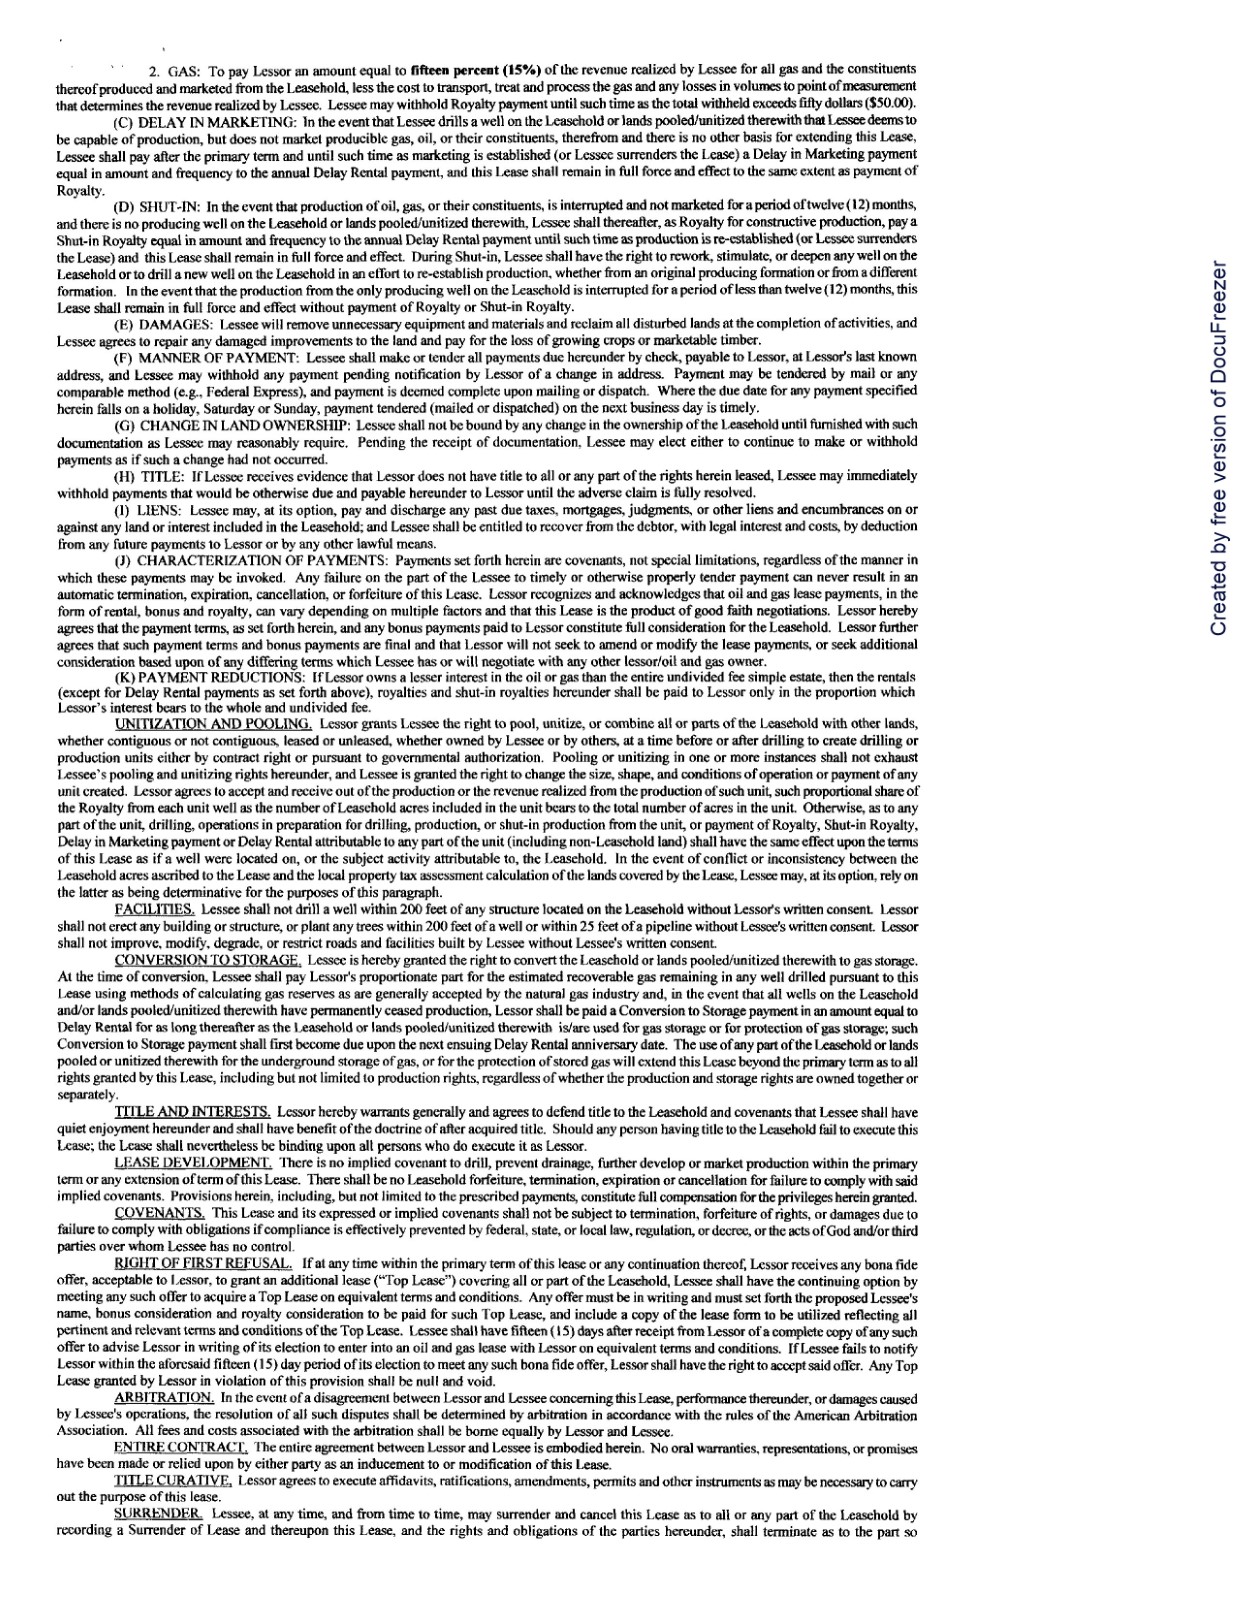 2. GAS: To pay Lessor an amount equal to fifteen percent (15%) of the revenue realized by Lessee for all gas and the constituents
thereof produced and marketed from the Leasehold, less the cost to transport, treat and process the gas and any losses in volumes to point of measurement
that determines the revenue realized by Lessee. Lessee may withhold Royalty payment until such time as the total withheld exceeds fifty dollars ($50.00).
(C) DELAY IN MARKETING: In the event that Lessee drills a well on the Leasehold or lands pooled/unitized therewith that Lessee deems to
be capable of production, but does not market producible gas, oil, or their constituents, therefrom and there is no other basis for extending this Lease,
Lessee shall pay after the primary term and until such time as marketing is established (or Lessee surrenders the Lease) a Delay in Marketing payment
equal in amount and frequency to the annual Delay Rental payment, and this Lease shall remain in full force and effect to the same extent as payment of
Royalty.
(D) SHUT-IN: In the event that production of oil, gas, or their constituents, is interrupted and not marketed for a period of twelve (12) months,
and there is no producing well on the Leasehold or lands pooled/unitized therewith, Lessee shall thereafter, as Royalty for constructive production, pay a
Shut-in Royalty equal in amount and frequency to the annual Delay Rental payment until such time as production is re-established (or Lessee surrenders
the Lease) and this Lease shall remain in full force and effect. During Shut-in, Lessee shall have the right to rework, stimulate, or deepen any well on the
Leasehold or to drill a new well on the Leasehold in an effort to re-establish production, whether from an original producing formation or from a different
formation. In the event that the production from the only producing well on the Leasehold is interrupted for a period of less than twelve (12) months, this
Lease shall remain in full force and effect without payment of Royalty or Shut-in Royalty.
(E) DAMAGES: Lessee will remove unnecessary equipment and materials and reclaim all disturbed lands at the completion of activities, and
Lessee agrees to repair any damaged improvements to the land and pay for the loss of growing crops or marketable timber.
(F) MANNER OF PAYMENT: Lessee shall make or tender all payments due hereunder by check, payable to Lessor, at Lessor's last known
address, and Lessee may withhold any payment pending notification by Lessor of a change in address. Payment may be tendered by mail or any
comparable method (e.g., Federal Express), and payment is deemed complete upon mailing or dispatch. Where the due date for any payment specified
herein falls on a holiday, Saturday or Sunday, payment tendered (mailed or dispatched) on the next business day is timely.
(G) CHANGE IN LAND OWNERSHIP: Lessee shall not be bound by any change in the ownership of the Leasehold until furnished with such
documentation as Lessee may reasonably require. Pending the receipt of documentation, Lessee may elect either to continue to make or withhold
payments as if such a change had not occurred.
(H) TITLE: If Lessee receives evidence that Lessor does not have title to all or any part of the rights herein leased, Lessee may immediately
withhold payments that would be otherwise due and payable hereunder to Lessor until the adverse claim is fully resolved.
(I) LIENS: Lessee may, at its option, pay and discharge any past due taxes, mortgages, judgments, or other liens and encumbrances on or
against any land or interest included in the Leasehold; and Lessee shall be entitled to recover from the debtor, with legal interest and costs, by deduction
from any future payments to Lessor or by any other lawful means.
(J) CHARACTERIZATION OF PAYMENTS: Payments set forth herein are covenants, not special limitations, regardless of the manner in
which these payments may be invoked. Any failure on the part of the Lessee to timely or otherwise properly tender payment can never result in an
automatic termination, expiration, cancellation, or forfeiture of this Lease. Lessor recognizes and acknowledges that oil and gas lease payments, in the
form of rental, bonus and royalty, can vary depending on multiple factors and that this Lease is the product of good faith negotiations. Lessor hereby
agrees that the payment terms, as set forth herein, and any bonus payments paid to Lessor constitute full consideration for the Leasehold. Lessor further
agrees that such payment terms and bonus payments are final and that Lessor will not seek to amend or modify the lease payments, or seek additional
consideration based upon of any differing terms which Lessee has or will negotiate with any other lessor/oil and gas owner.
(K) PAYMENT REDUCTIONS: If Lessor owns a lesser interest in the oil or gas than the entire undivided fee simple estate, then the rentals
(except for Delay Rental payments as set forth above), royalties and shut-in royalties hereunder shall be paid to Lessor only in the proportion which
Lessor's interest bears to the whole and undivided fee.
UNITIZATION AND POOLING. Lessor grants Lessee the right to pool, unitize, or combine all or parts of the Leasehold with other lands,
whether contiguous or not contiguous, leased or unleased, whether owned by Lessee or by others, at a time before or after drilling to create drilling or
production units either by contract right or pursuant to governmental authorization. Pooling or unitizing in one or more instances shall not exhaust
Lessee's pooling and unitizing rights hereunder, and Lessee is granted the right to change the size, shape, and conditions of operation or payment of any
unit created. Lessor agrees to accept and receive out of the production or the revenue realized from the production of such unit, such proportional share of
the Royalty from each unit well as the number of Leasehold acres included in the unit bears to the total number of acres in the unit. Otherwise, as to any
part of the unit, drilling, operations in preparation for drilling, production, or shut-in production from the unit, or payment of Royalty, Shut-in Royalty,
Delay in Marketing payment or Delay Rental attributable to any part of the unit (including non-Leasehold land) shall have the same effect upon the terms
of this Lease as if a well were located on, or the subject activity attributable to, the Leasehold. In the event of conflict or inconsistency between the
Leasehold acres ascribed to the Lease and the local property tax assessment calculation of the lands covered by the Lease, Lessee may, at its option, rely on
the latter as being determinative for the purposes of this paragraph.
FACILITIES. Lessee shall not drill a well within 200 feet of any structure located on the Leasehold without Lessor's written consent. Lessor
shall not erect any building or structure, or plant any trees within 200 feet of a well or within 25 feet of a pipeline without Lessee's written consent. Lessor
shall not improve, modify, degrade, or restrict roads and facilities built by Lessee without Lessee's written consent.
CONVERSION TO STORAGE. Lessee is hereby granted the right to convert the Leasehold or lands pooled/unitized therewith to gas storage.
At the time of conversion, Lessee shall pay Lessor's proportionate part for the estimated recoverable gas remaining in any well drilled pursuant to this
Lease using methods of calculating gas reserves as are generally accepted by the natural gas industry and, in the event that all wells on the Leasehold
and/or lands pooled/unitized therewith have permanently ceased production, Lessor shall be paid a Conversion to Storage payment in an amount equal to
Delay Rental for as long thereafter as the Leasehold or lands pooled/unitized therewith is/are used for gas storage or for protection of gas storage; such
Conversion to Storage payment shall first become due upon the next ensuing Delay Rental anniversary date. The use of any part of the Leasehold or lands
pooled or unitized therewith for the underground storage of gas, or for the protection of stored gas will extend this Lease beyond the primary term as to all
rights granted by this Lease, including but not limited to production rights, regardless of whether the production and storage rights are owned together or
separately.
TITLE AND INTERESTS. Lessor hereby warrants generally and agrees to defend title to the Leasehold and covenants that Lessee shall have
quiet enjoyment hereunder and shall have benefit of the doctrine of after acquired title. Should any person having title to the Leasehold fail to execute this
Lease; the Lease shall nevertheless be binding upon all persons who do execute it as Lessor.
LEASE DEVELOPMENT. There is no implied covenant to drill, prevent drainage, further develop or market production within the primary
term or any extension of term of this Lease. There shall be no Leasehold forfeiture, termination, expiration or cancellation for failure to comply with said
implied covenants. Provisions herein, including, but not limited to the prescribed payments, constitute full compensation for the privileges herein granted.
COVENANTS. This Lease and its expressed or implied covenants shall not be subject to termination, forfeiture of rights, or damages due to
failure to comply with obligations if compliance is effectively prevented by federal, state, or local law, regulation, or decree, or the acts of God and/or third
parties over whom Lessee has no control.
RIGHT OF FIRST REFUSAL. If at any time within the primary term of this lease or any continuation thereof, Lessor receives any bona fide
offer, acceptable to Lessor, to grant an additional lease ("Top Lease") covering all or part of the Leasehold, Lessee shall have the continuing option by
meeting any such offer to acquire a Top Lease on equivalent terms and conditions. Any offer must be in writing and must set forth the proposed Lessee's
name, bonus consideration and royalty consideration to be paid for such Top Lease, and include a copy of the lease form to be utilized reflecting all
pertinent and relevant terms and conditions of the Top Lease. Lessee shall have fifteen (15) days after receipt from Lessor of a complete copy of any such
offer to advise Lessor in writing of its election to enter into an oil and gas lease with Lessor on equivalent terms and conditions. If Lessee fails to notify
Lessor within the aforesaid fifteen (15) day period of its election to meet any such bona fide offer, Lessor shall have the right to accept said offer. Any Top
Lease granted by Lessor in violation of this provision shall be null and void.
ARBITRATION. In the event of a disagreement between Lessor and Lessee concerning this Lease, performance thereunder, or damages caused
by Lessee's operations, the resolution of all such disputes shall be determined by arbitration in accordance with the rules of the American Arbitration
Association. All fees and costs associated with the arbitration shall be borne equally by Lessor and Lessee.
ENTIRE CONTRACT. The entire agreement between Lessor and Lessee is embodied herein. No oral warranties, representations, or promises
have been made or relied upon by either party as an inducement to or modification of this Lease.
TITLE CURATIVE. Lessor agrees to execute affidavits, ratifications, amendments, permits and other instruments as may be necessary to carry
out the purpose of this lease.
SURRENDER. Lessee, at any time, and from time to time, may surrender and cancel this Lease as to all or any part of the Leasehold by
recording a Surrender of Lease and thereupon this Lease, and the rights and obligations of the parties hereunder, shall terminate as to the part so
Created by free version of DocuFreezer